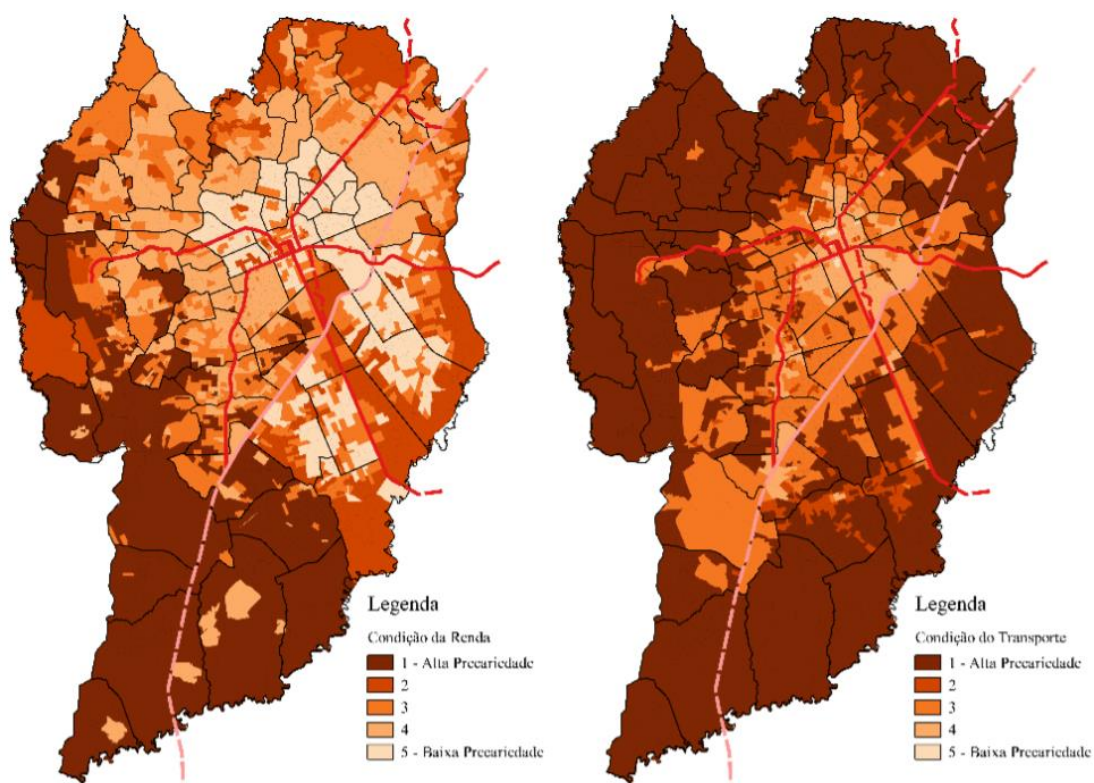 Legenda
Condição da Renda
1 - Alta Precariedade
2
3
4
5 - Baixa Precariedade
Legenda
Condição do Transporte
1 - Alta Precariedade
2
3
4
5 - Baixa Precariedade